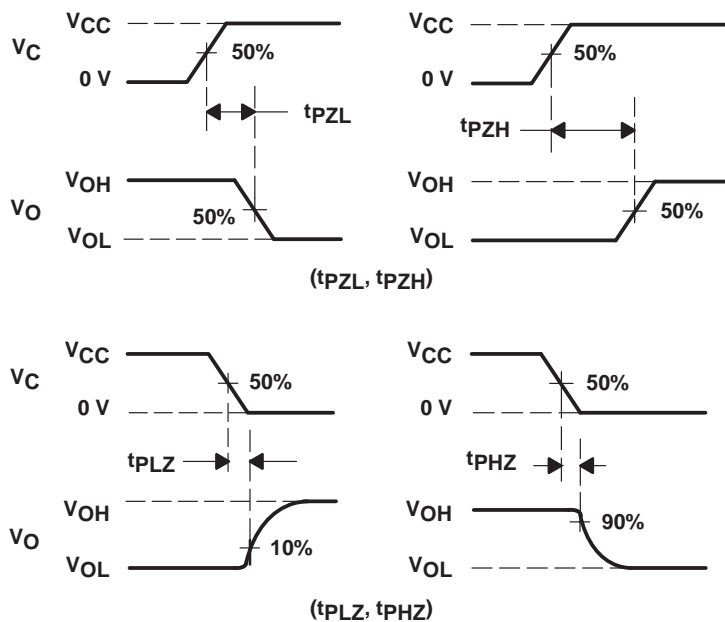 VCC
VC
50%
0 V
tPZL
VOH
VO
50%
VOL
VCC
50%
0 V
tPZH
VOH
50%
VOL
(tPZL, tPZH)
VCC
VC
50%
0 V
tPLZ
VOH
VO
10%
VOL
VCC
50%
0 V
tPHZ
VOH
90%
VOL
(tPLZ, tPHZ)